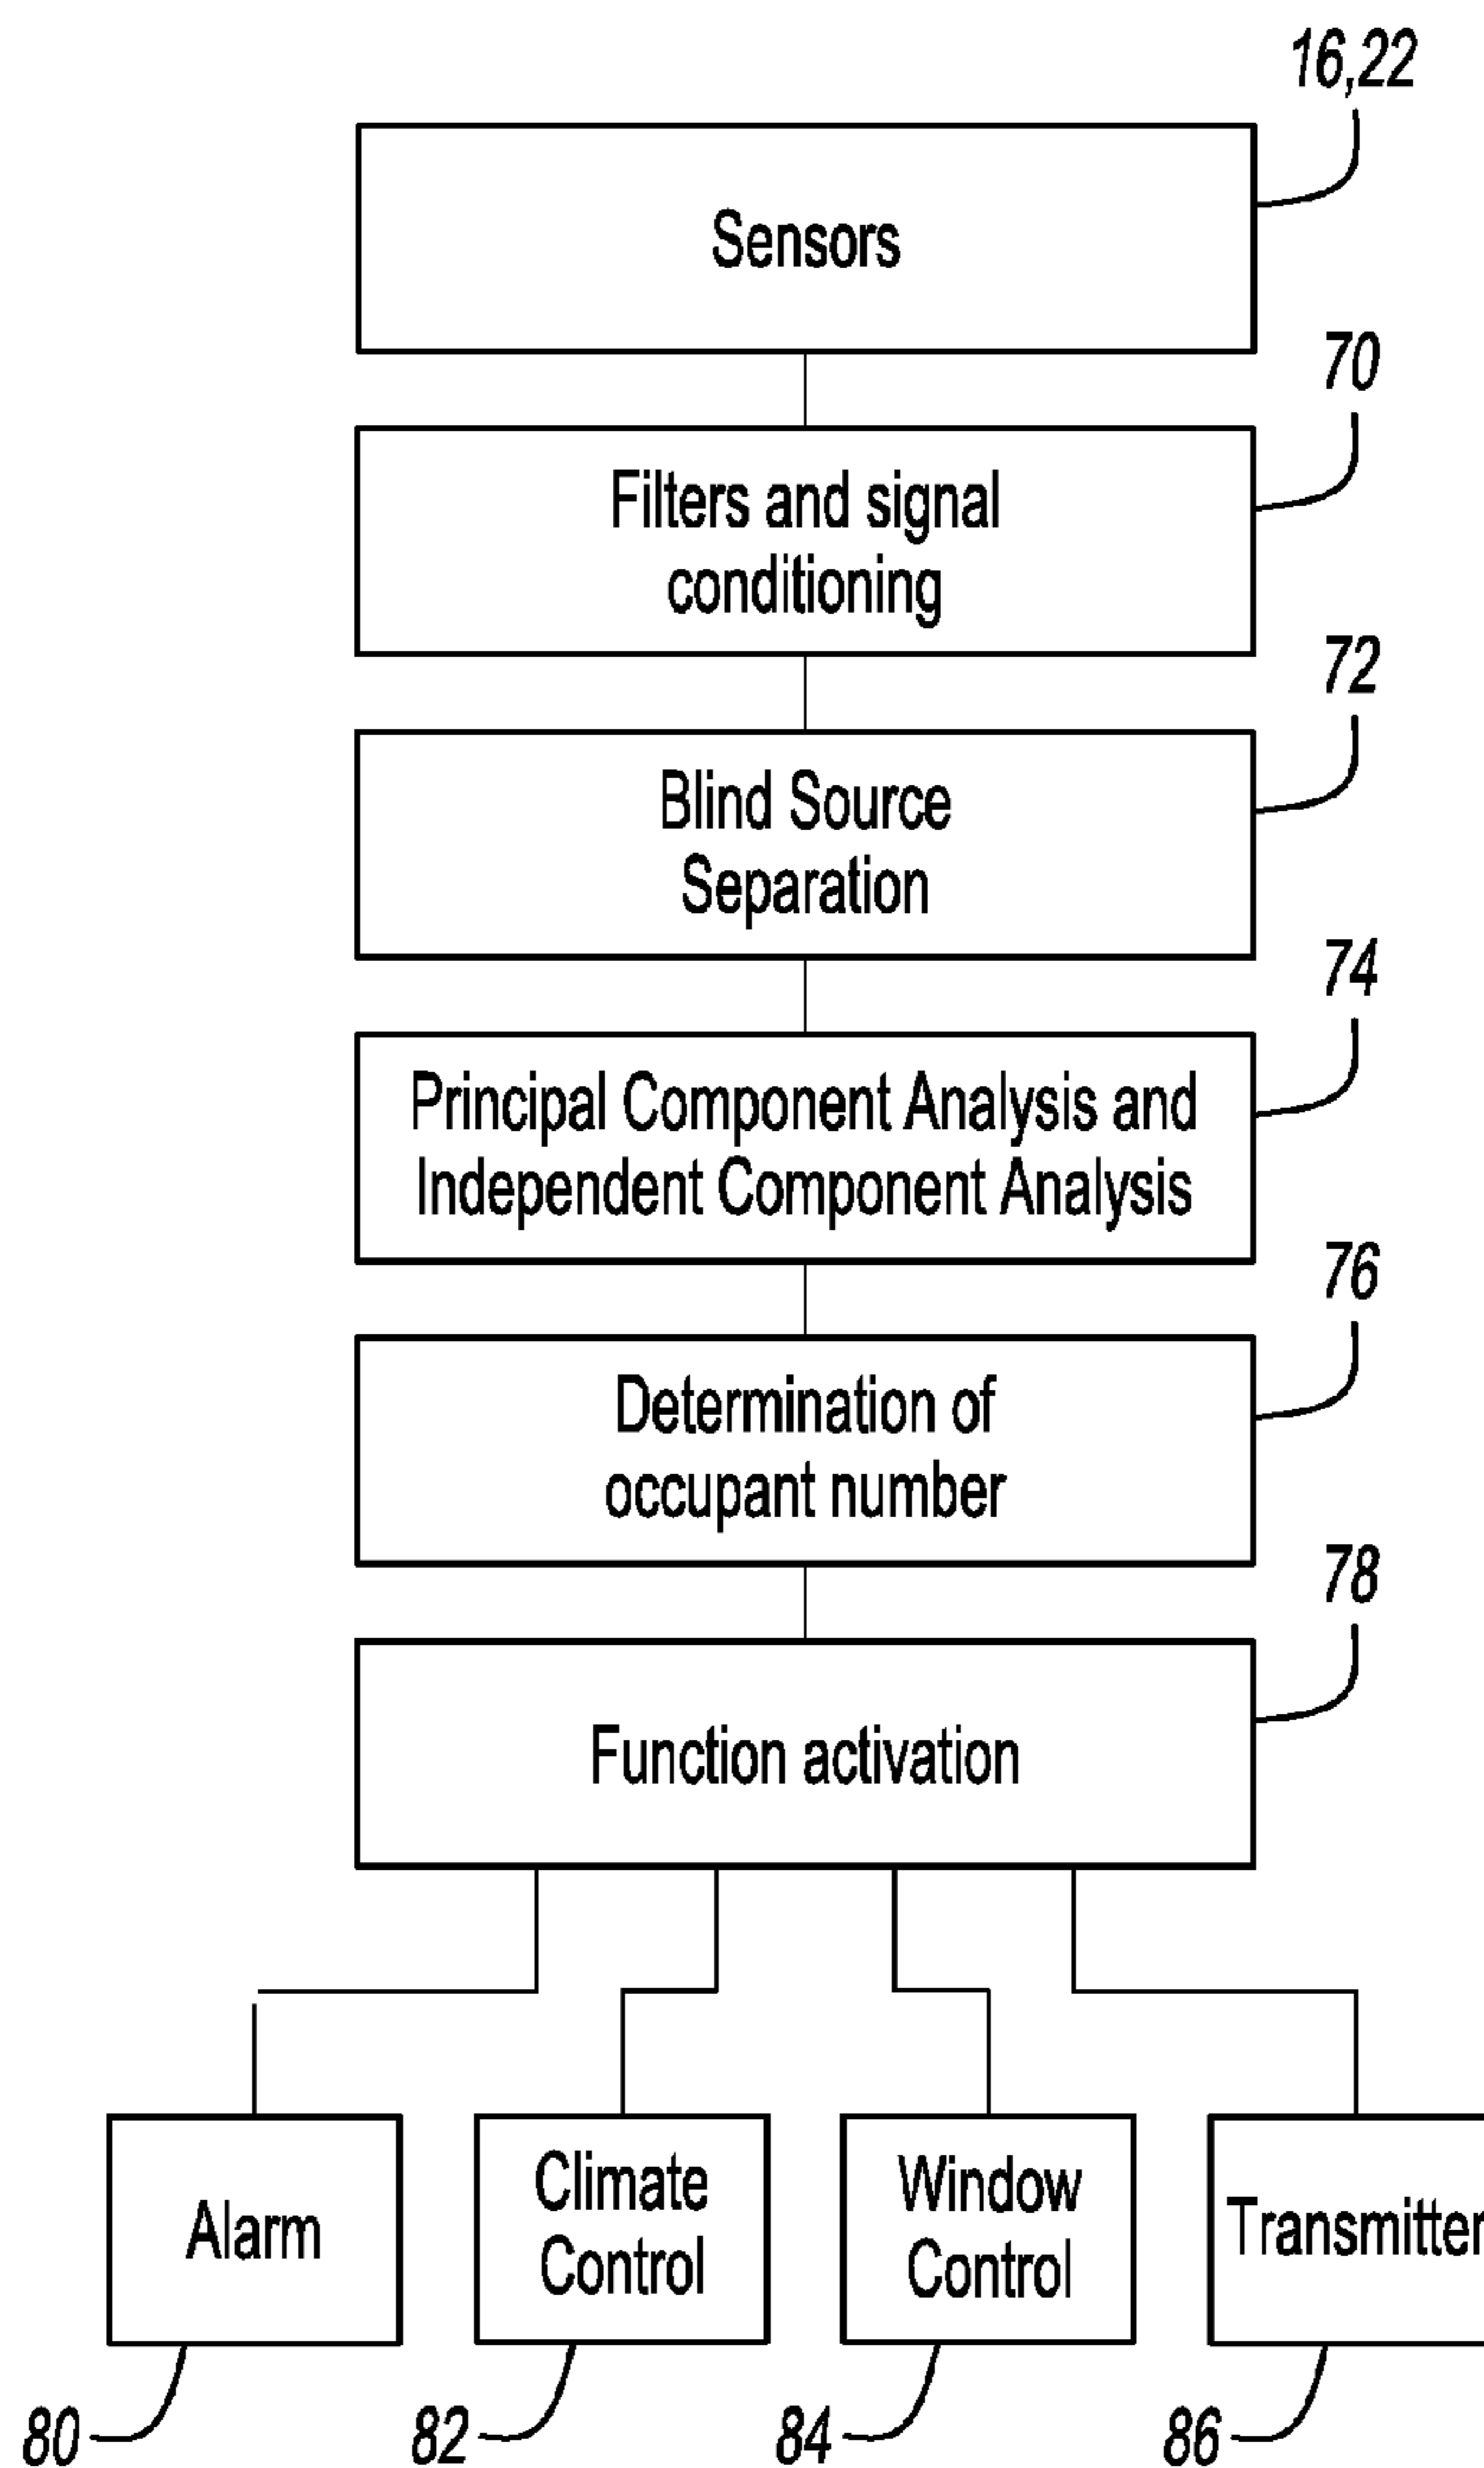 16,22
Sensors
70
Filters and signal
conditioning
72
Blind Source
Separation
74
Principal Component Analysis and
Independent Component Analysis
76
Determination of
occupant number
78
Function activation
Alarm
Climate
Control
Window
Control
Transmitter
80
82
84
86